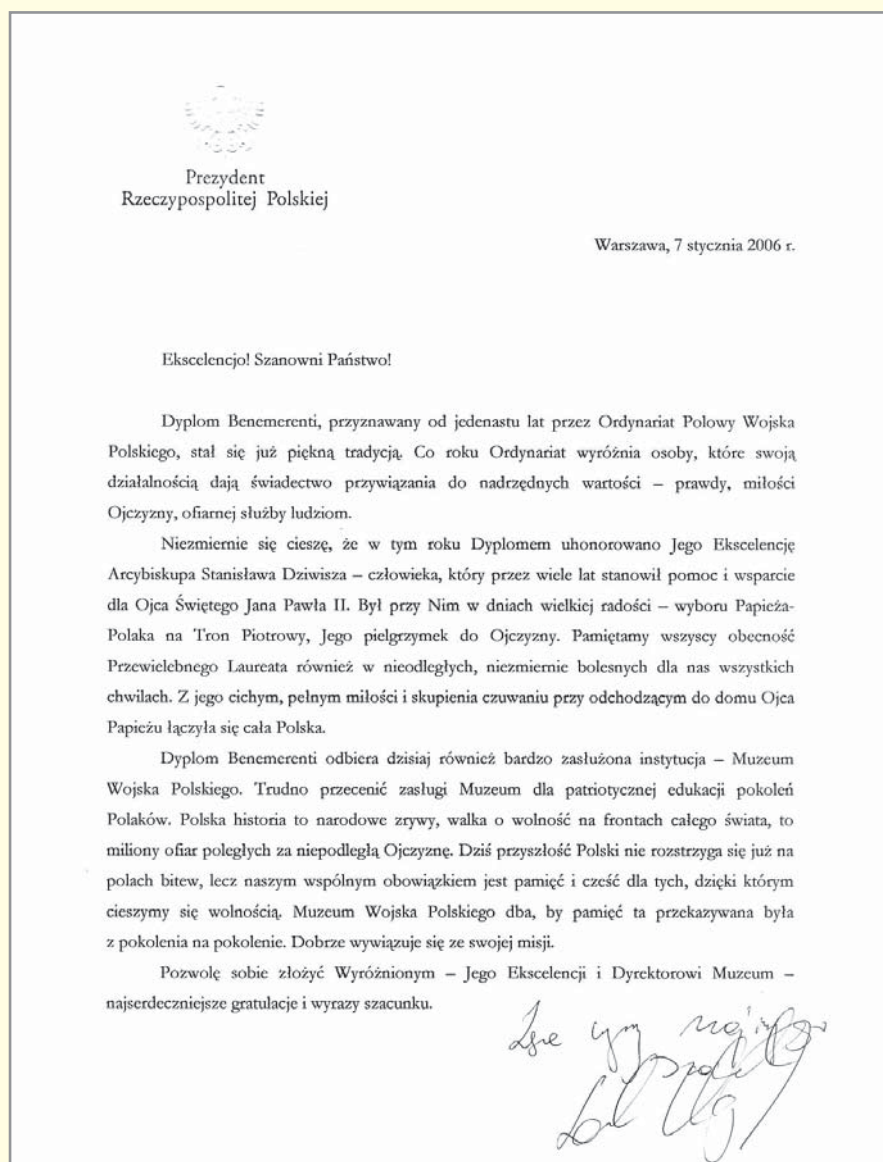 Prezydent
Rzeczypospolitej Polskiej
Warszawa, 7 stycznia 2006 r.
Ekscelencjo! Szanowni Państwo!
Dyplom Benemerenti, przyznawany od jedenastu lat przez Ordynariat Polowy Wojska
Polskiego, stał się już piękną tradycją. Co roku Ordynariat wyróżnia osoby, które swoją
działalnością dają świadectwo przywiązania do nadrzędnych wartości – prawdy, miłości
Ojczyzny, ofiarnej służby ludziom.
Niezmiernie się cieszę, że w tym roku Dyplomem uhonorowano Jego Ekscelencję
Arcybiskupa Stanisława Dziwisza – człowieka, który przez wiele lat stanowił pomoc i wsparcie
dla Ojca Świętego Jana Pawła II. Był przy Nim w dniach wielkiej radości – wyboru Papieża-
Polaka na Tron Piotrowy, Jego pielgrzymek do Ojczyzny. Pamiętamy wszyscy obecność
Przewielebnego Laureata również w nieodległych, niezmiernie bolesnych dla nas wszystkich
chwilach. Z jego cichym, pełnym miłości i skupienia czuwaniu przy odchodzącym do domu Ojca
Papieżu łączyła się cała Polska.
Dyplom Benemerenti odbiera dzisiaj również bardzo zasłużona instytucja – Muzeum
Wojska Polskiego. Trudno przecenić zasługi Muzeum dla patriotycznej edukacji pokoleń
Polaków. Polska historia to narodowe zrywy, walka o wolność na frontach całego świata, to
miliony ofiar poległych za niepodległą Ojczyznę. Dziś przyszłość Polski nie rozstrzyga się już na
polach bitew, lecz naszym wspólnym obowiązkiem jest pamięć i cześć dla tych, dzięki którym
cieszymy się wolnością. Muzeum Wojska Polskiego dba, by pamięć ta przekazywana była
z pokolenia na pokolenie. Dobrze wywiązuje się ze swojej misji.
Pozwolę sobie złożyć Wyróżnionym – Jego Ekscelencji i Dyrektorowi Muzeum –
najserdeczniejsze gratulacje i wyrazy szacunku.